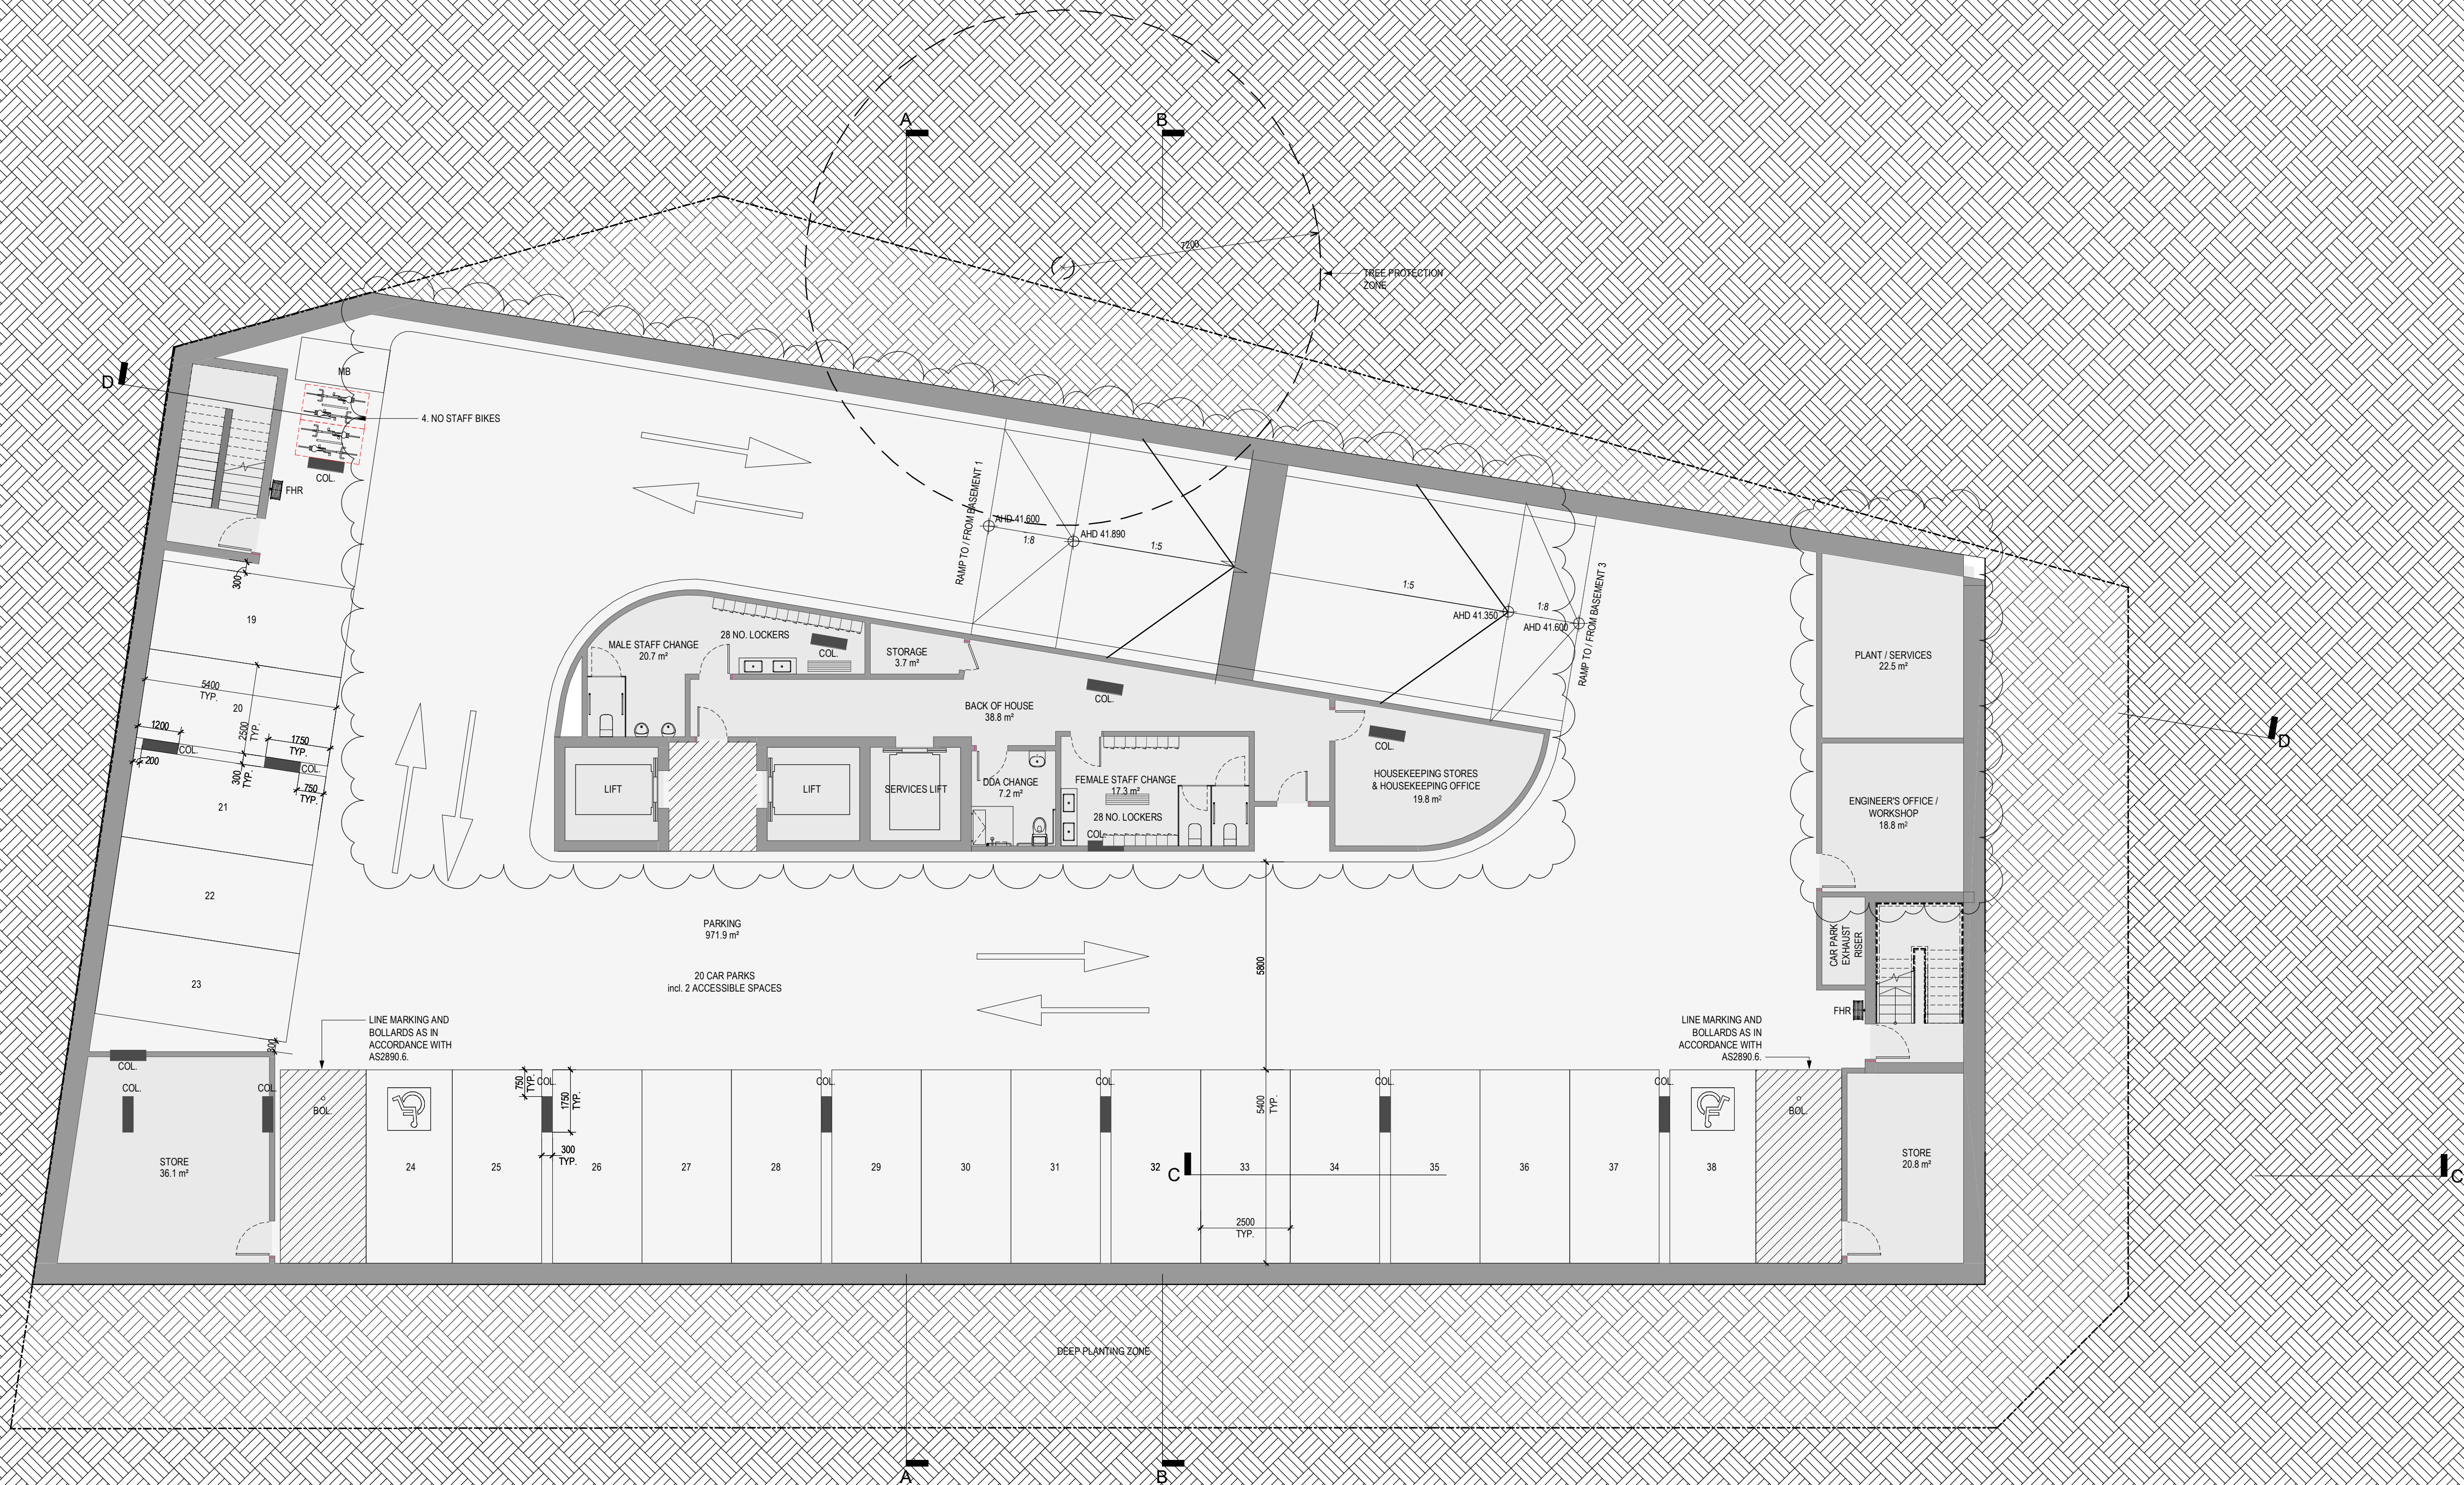 A
B
7200
TREE PROTECTION
ZONE
D
MB
4. NO STAFF BIKES
COL.
FHR
RAMP TO / FROM BASEMENT 1
AHD 41.600
1:8
AHD 41.890
1:5
1:5
1:8
AHD 41.350
AHD 41.600
RAMP TO / FROM BASEMENT 3
300
19
5400
TYP.
20
2500
TYP.
1200
COL.
200
1750
TYP.
COL.
300
TYP.
750
TYP.
21
22
23
300
MALE STAFF CHANGE
20.7 m²
28 NO. LOCKERS
COL.
STORAGE
3.7 m²
BACK OF HOUSE
38.8 m²
COL.
COL.
LIFT
LIFT
SERVICES LIFT
DDA CHANGE
7.2 m²
FEMALE STAFF CHANGE
17.3 m²
28 NO. LOCKERS
COL.
HOUSEKEEPING STORES
& HOUSEKEEPING OFFICE
19.8 m²
PLANT / SERVICES
22.5 m²
D
ENGINEER'S OFFICE /
WORKSHOP
18.8 m²
CAR PARK
EXHAUST
RISER
FHR
PARKING
971.9 m²
20 CAR PARKS
incl. 2 ACCESSIBLE SPACES
5800
LINE MARKING AND
BOLLARDS AS IN
ACCORDANCE WITH
AS2890.6.
LINE MARKING AND
BOLLARDS AS IN
ACCORDANCE WITH
AS2890.6.
COL.
COL.
COL.
BOL.
750
TYP.
COL.
1750
TYP.
300
TYP.
COL.
COL.
5400
TYP.
COL.
COL.
BOL.
STORE
36.1 m²
24
25
26
27
28
29
30
31
32
C
33
34
35
36
37
38
STORE
20.8 m²
C
2500
TYP.
DEEP PLANTING ZONE
A
B